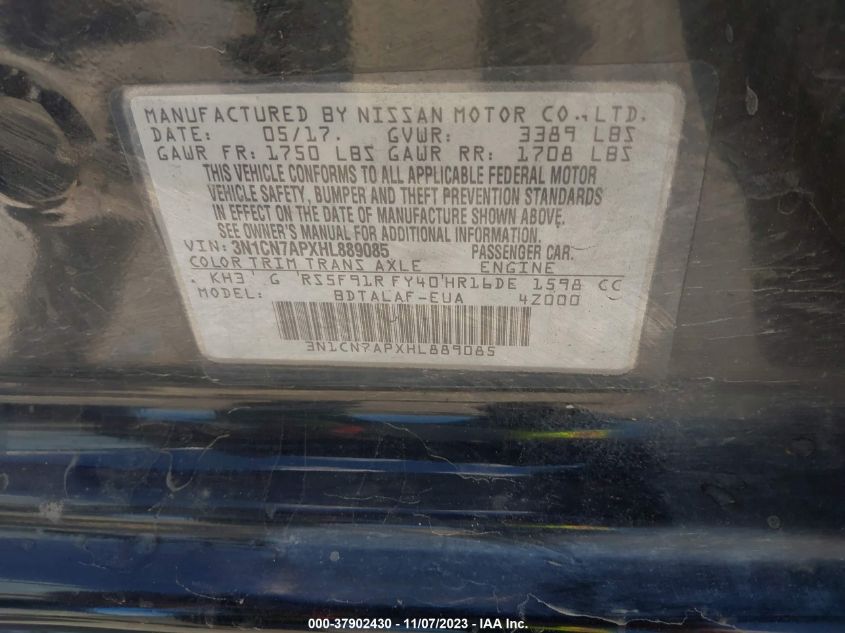 MANUFACTURED BY NISSAN MOTOR CO., LTD.
DATE: 05/17. GVWR: 3389 LBS
GAWR FR: 1750 LBS GAWR RR: 1708 LBS
THIS VEHICLE CONFORMS TO ALL APPLICABLE FEDERAL MOTOR
VEHICLE SAFETY, BUMPER AND THEFT PREVENTION STANDARDS
IN EFFECT ON THE DATE OF MANUFACTURE SHOWN ABOVE.
SEE OWNER'S MANUAL FOR ADDITIONAL INFORMATION.
VIN: 3N1CN7APXHL889085 PASSENGER CAR.
COLOR TRIM TRANS AXLE ENGINE
. KH3 ' G 'RS5F91R FY40'HR16DE 1598 CC
MODEL: BDTALAF-EUA 4Z000
3N1CN7APXHL889085
000-37902430 - 11/07/2023 - IAA Inc.